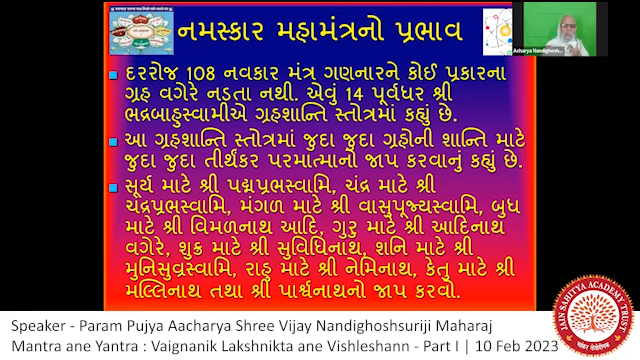 નમસ્કાર મહામંત્રનો પ્રભાવ
Acharya Nandighosh...
દરરોજ 108 નવકાર મંત્ર ગણનારને કોઈ પ્રકારના
ગ્રહ વગેરે નડતા નથી. એવું 14 પૂર્વધર શ્રી
ભદ્રબાહુસ્વામીએ ગ્રહશાન્તિ સ્તોત્રમાં કહ્યું છે.
આ ગ્રહશાન્તિ સ્તોત્રમાં જુદા જુદા ગ્રહોની શાન્તિ માટે
જુદા જુદા તીર્થંકર પરમાત્માનો જાપ કરવાનું કહ્યું છે.
સૂર્ય માટે શ્રી પદ્મપ્રભસ્વામિ, ચંદ્ર માટે શ્રી
ચંદ્રપ્રભસ્વામિ, મંગળ માટે શ્રી વાસુપૂજ્યસ્વામિ, બુધ
માટે શ્રી વિમળનાથ આદિ, ગુરુ માટે શ્રી આદિનાથ
વગેરે, શુક્ર માટે શ્રી સુવિધિનાથ, શનિ માટે શ્રી
મુનિસુવ્રસ્વામિ, રાહુ માટે શ્રી નેમિનાથ, કેતુ માટે શ્રી
મલ્લિનાથ તથા શ્રી પાર્શ્વનાથનો જાપ કરવો.
JAIN SAHITYA ACADEMY TRUST
Speaker - Param Pujya Aacharya Shree Vijay Nandighoshsuriji Maharaj
Mantra ane Yantra : Vaignanik Lakshnikta ane Vishleshann - Part I | 10 Feb 2023